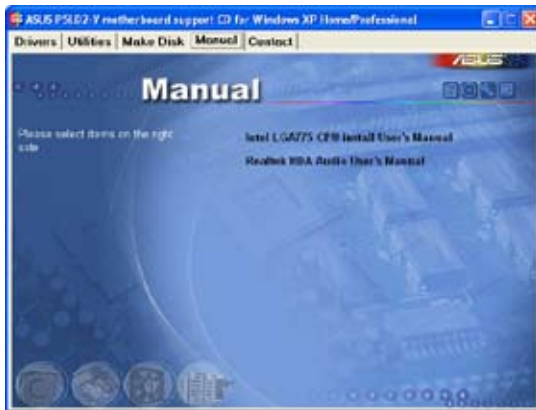 ASUS P5LD2-V motherboard support CD for Windows XP Home/Professional
Drivers Utilities Make Disk Manual Contact
ASUS
Manual
Please select items on the right
side
Intel LGA775 CPU install User's Manual
Realtek HDA Audio User's Manual